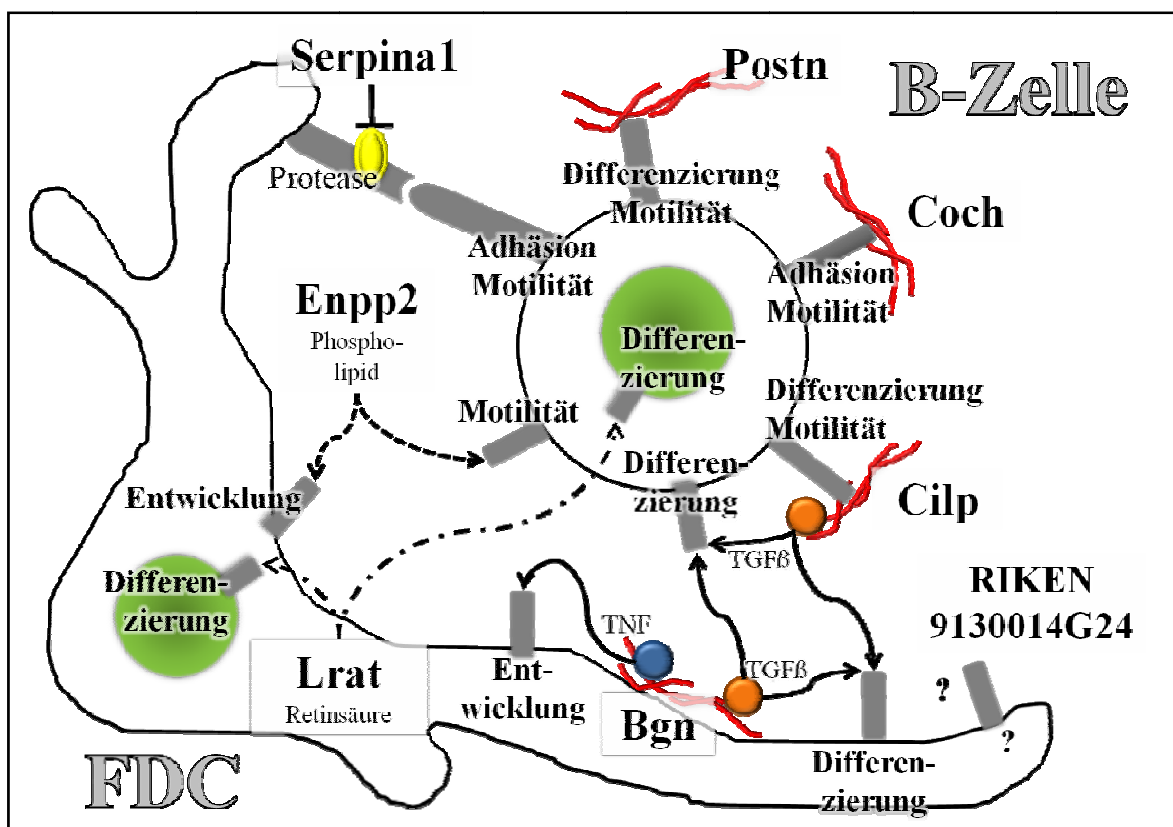 Serpina1
Postn
B-Zelle
Protease
Differenzierung
Motilität
Coch
Adhäsion
Motilität
Adhäsion
Motilität
Enpp2
Phospho-
lipid
Differen-
zierung
Motilität
Differenzierung
Motilität
Differen-
zierung
Cilp
Entwicklung
TGFß
Differen-
zierung
RIKEN
9130014G24
TNF
TGFß
Lrat
Retinsäure
Ent-
wicklung
Bgn
?
?
FDC
Differen-
zierung